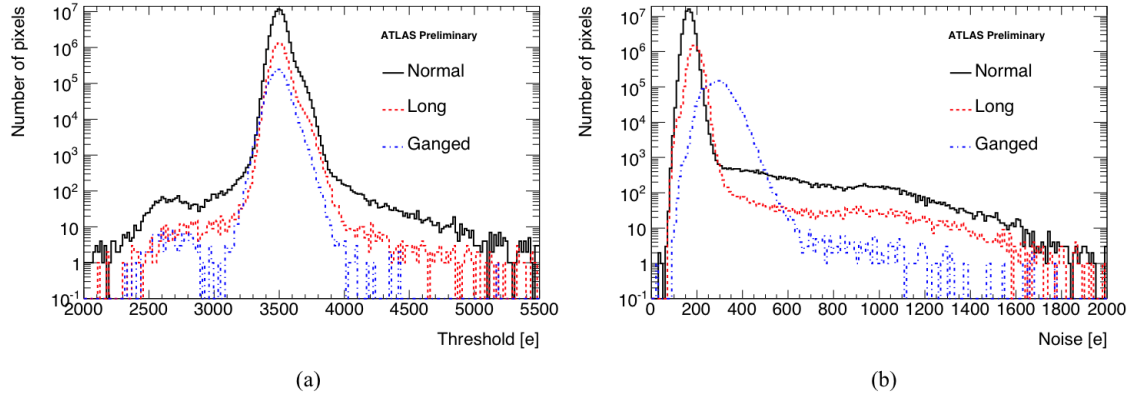 Number of pixels
10^7
10^6
10^5
10^4
10^3
10^2
10
1
10^-1
ATLAS Preliminary
Normal
Long
Ganged
2000 2500 3000 3500 4000 4500 5000 5500
Threshold [e]
(a)
Number of pixels
10^7
10^6
10^5
10^4
10^3
10^2
10
1
10^-1
ATLAS Preliminary
Normal
Long
Ganged
0 200 400 600 800 1000 1200 1400 1600 1800 2000
Noise [e]
(b)